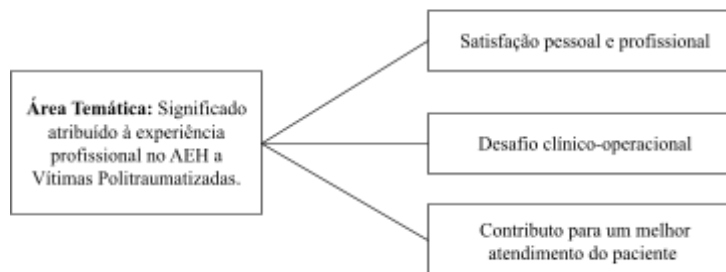 Área Temática: Significado
atribuído à experiência
profissional no AEH a
Vítimas Politraumatizadas.
Satisfação pessoal e profissional
Desafio clínico-operacional
Contributo para um melhor
atendimento do paciente